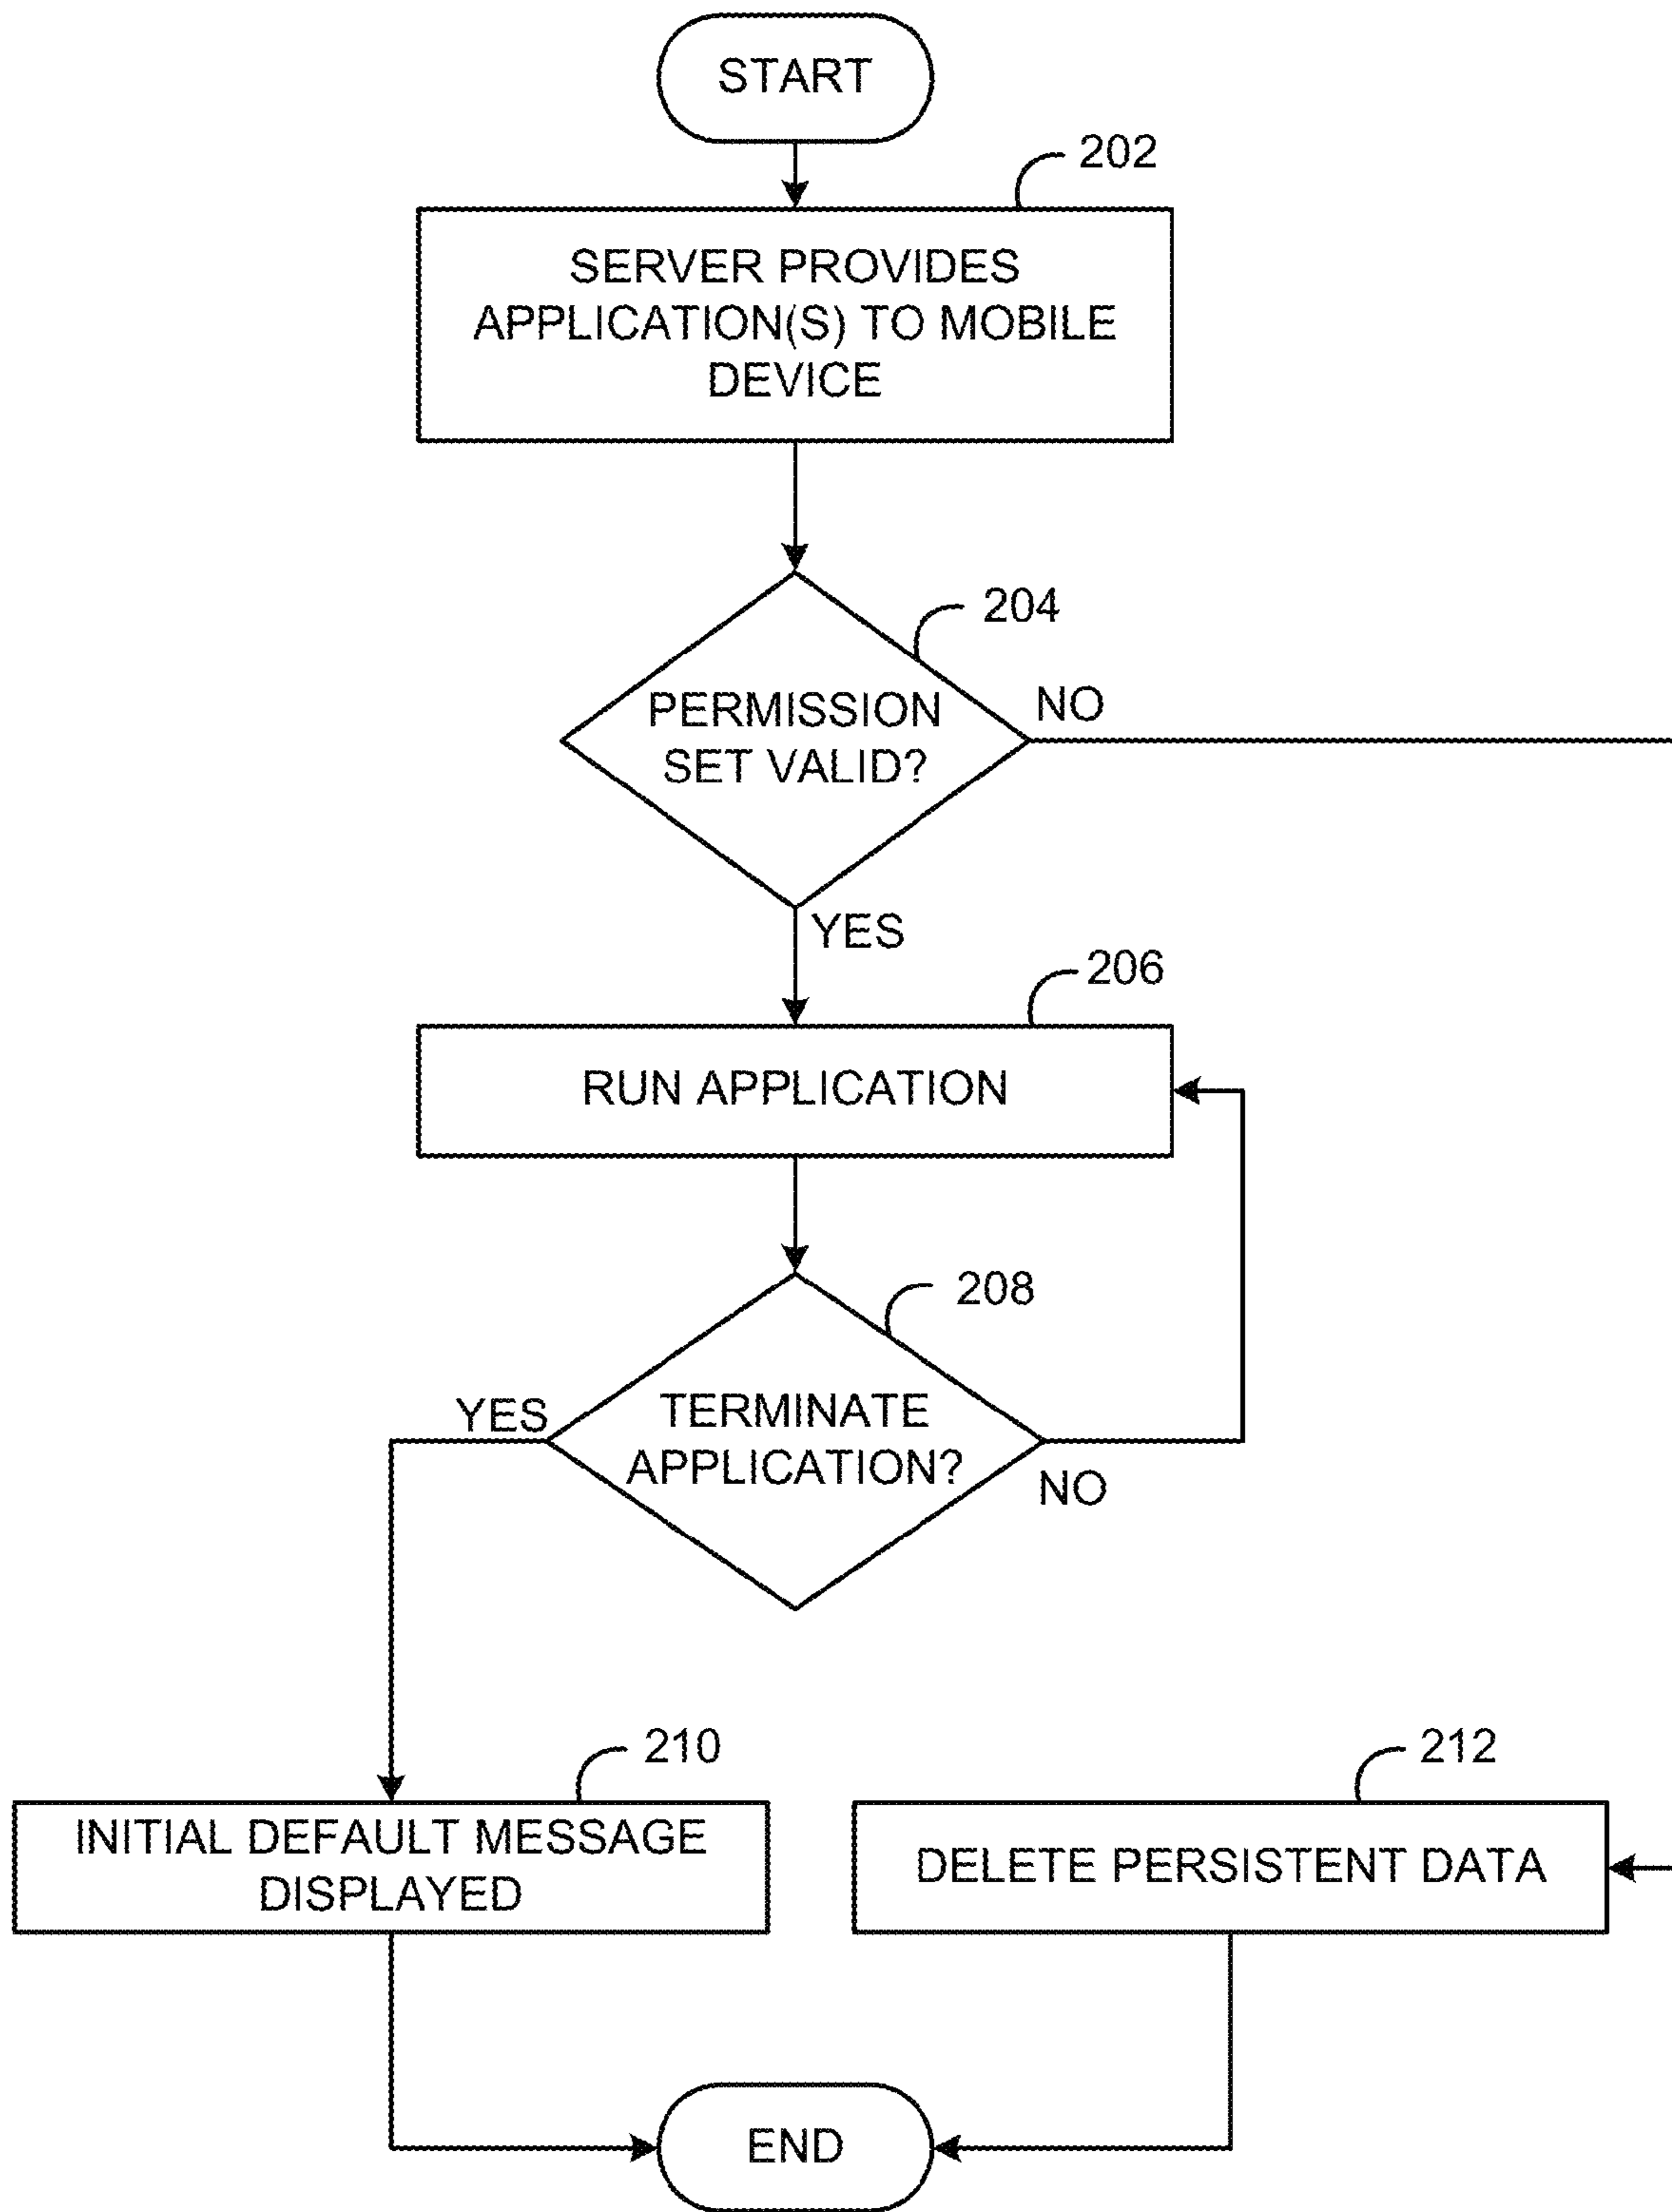 START
202
SERVER PROVIDES
APPLICATION(S) TO MOBILE
DEVICE
204
PERMISSION
SET VALID?
NO
YES
206
RUN APPLICATION
208
TERMINATE
APPLICATION?
YES
NO
210
INITIAL DEFAULT MESSAGE
DISPLAYED
212
DELETE PERSISTENT DATA
END